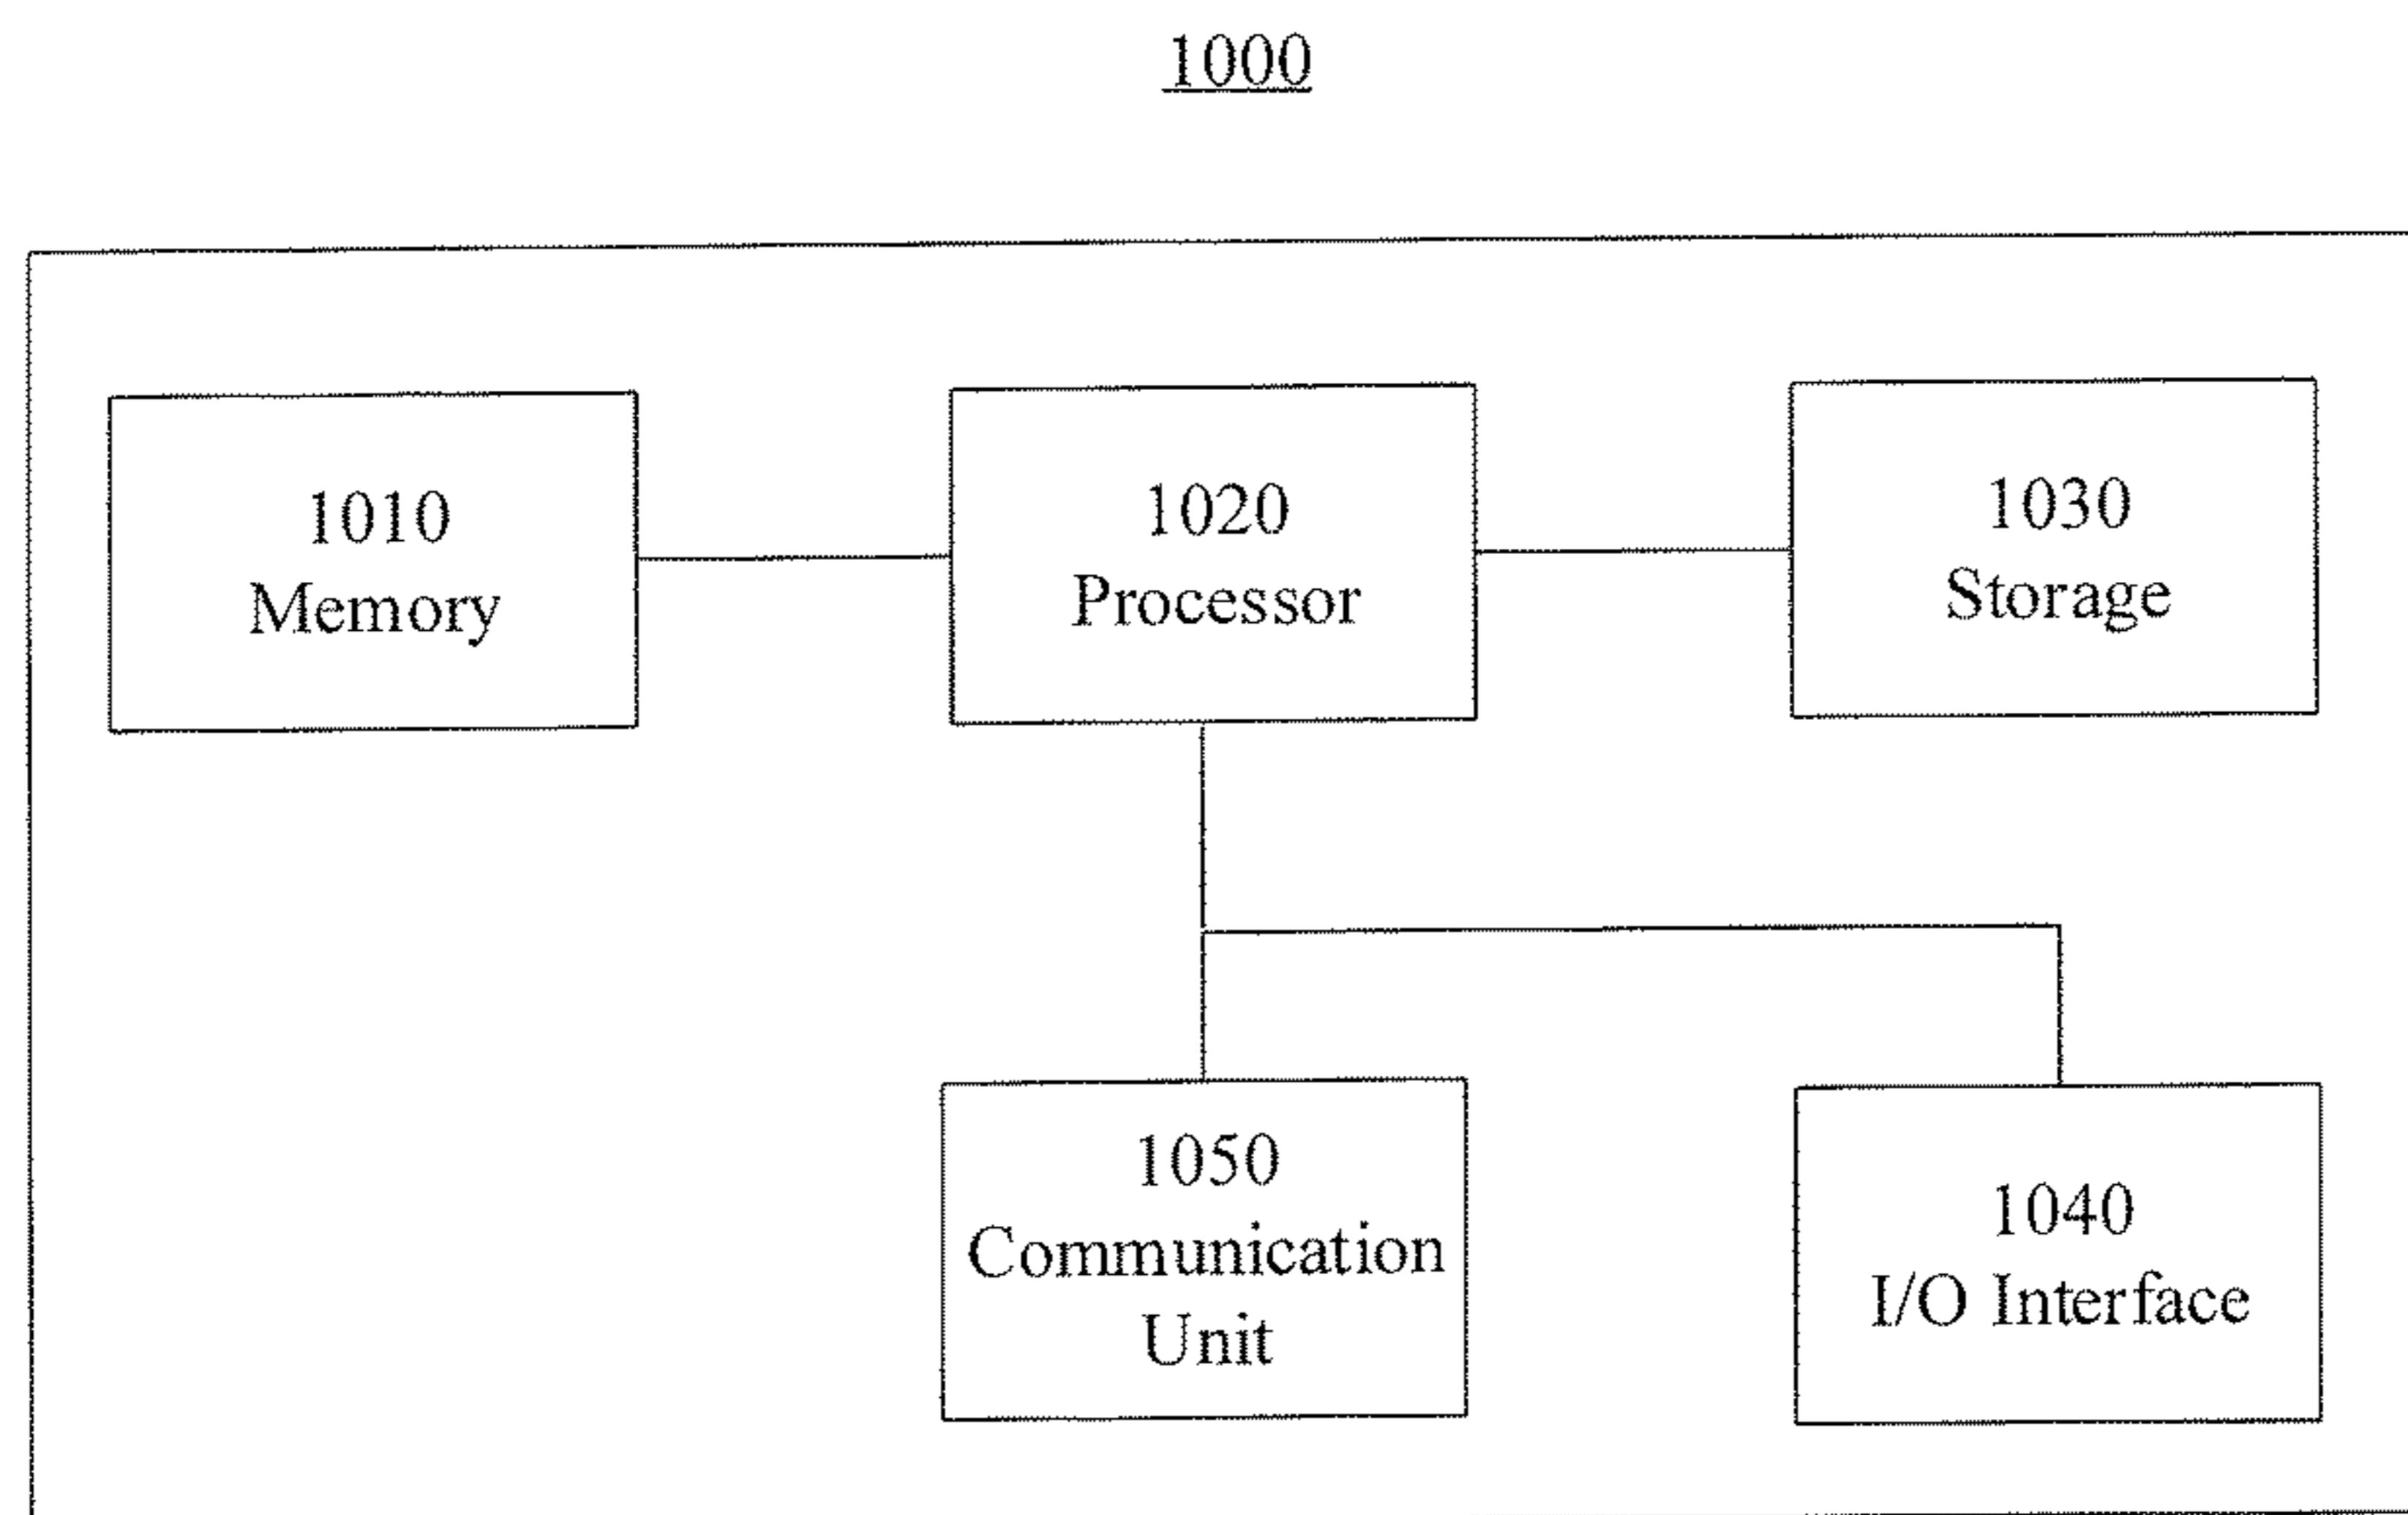 1000
1010
Memory
1020
Processor
1030
Storage
1050
Communication
Unit
1040
I/O Interface